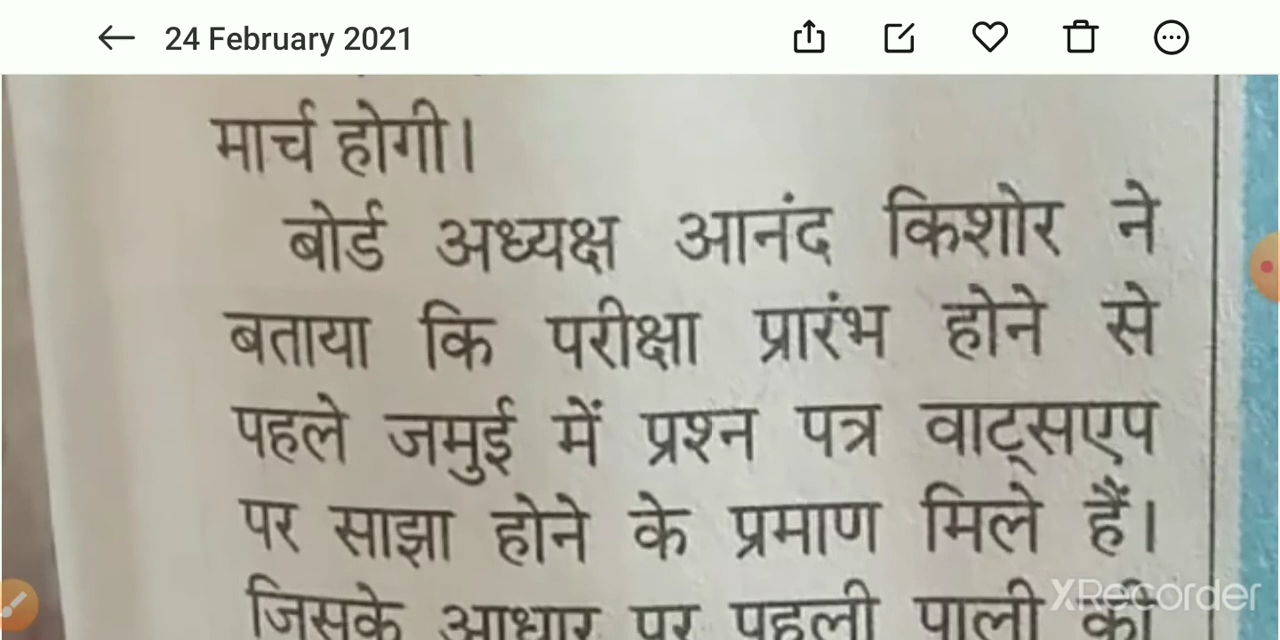 24 February 2021
मार्च होगी।
बोर्ड अध्यक्ष आनंद किशोर ने
बताया कि परीक्षा प्रारंभ होने से
पहले जमुई में प्रश्न पत्र वाट्सएप
पर साझा होने के प्रमाण मिले हैं।
जिसके आधार पर पहली पाली की
XRecorder